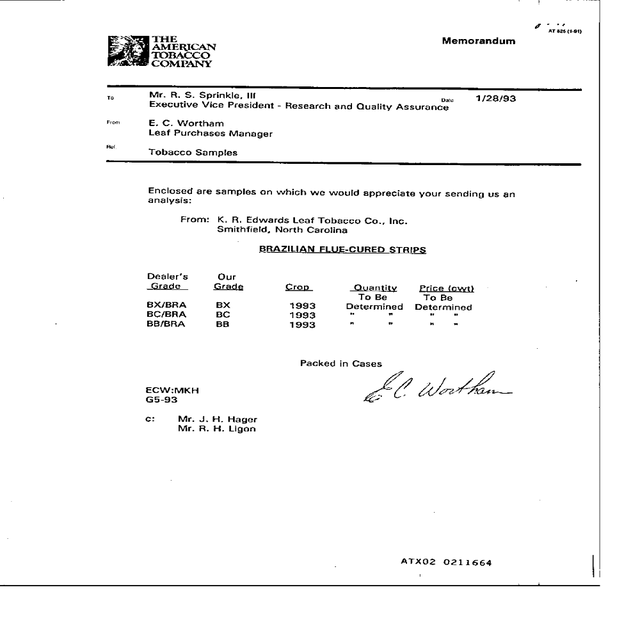 AT 825 (1-91)
THE
AMERICAN
TOBACCO
COMPANY
Memorandum
To Mr. R. S. Sprinkle, III
Executive Vice President - Research and Quality Assurance
Date 1/28/93
From E. C. Wortham
Leaf Purchases Manager
Ref. Tobacco Samples
Enclosed are samples on which we would appreciate your sending us an
analysis:
From: K. R. Edwards Leaf Tobacco Co., Inc.
Smithfield, North Carolina
BRAZILIAN FLUE-CURED STRIPS
Dealer's Our
Grade Grade Crop Quantity Price (cwt)
To Be To Be
BX/BRA BX 1993 Determined Determined
BC/BRA BC 1993 " " " "
BB/BRA BB 1993 " " " "
Packed in Cases
E. C. Wortham
ECW:MKH
G5-93
c: Mr. J. H. Hager
Mr. R. H. Ligon
ATX02 0211664